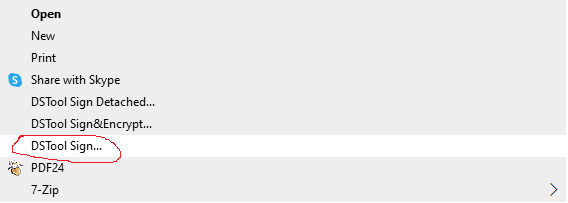 Open
New
Print
Share with Skype
DSTool Sign Detached...
DSTool Sign&Encrypt...
DSTool Sign...
PDF24
7-Zip